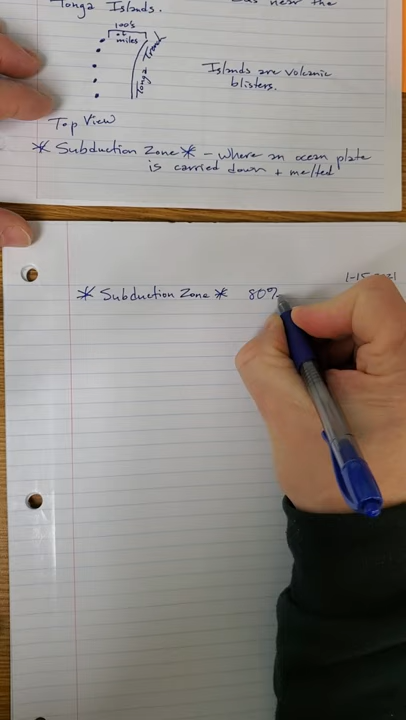 Tonga Islands.
the
100's
of
miles
Tonga Trench
Islands are volcanic
blisters.
Top View
* Subduction Zone * - where an ocean plate
is carried down + melted
* Subduction Zone * 80%